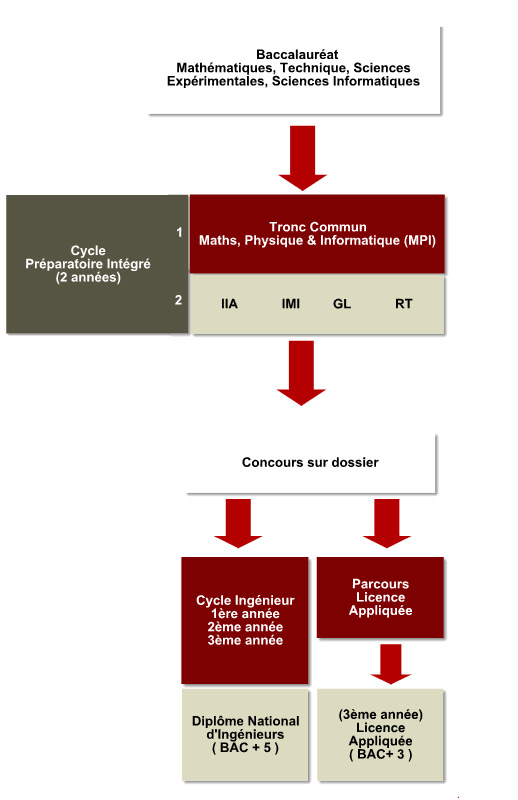 Baccalauréat
Mathématiques, Technique, Sciences
Expérimentales, Sciences Informatiques
Cycle
Préparatoire Intégré
(2 années)
1
Tronc Commun
Maths, Physique & Informatique (MPI)
2
IIA IMI GL RT
Concours sur dossier
Cycle Ingénieur
1ère année
2ème année
3ème année
Parcours
Licence
Appliquée
Diplôme National
d'Ingénieurs
( BAC + 5 )
(3ème année)
Licence
Appliquée
( BAC+ 3 )